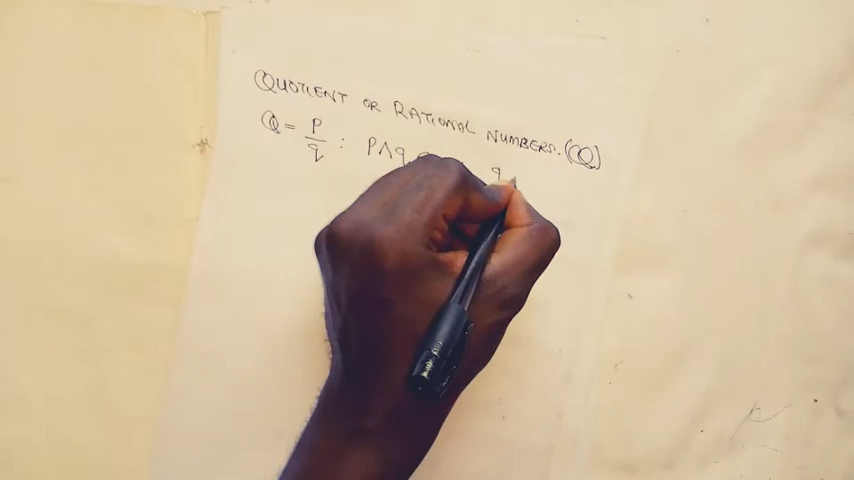 QUOTIENT OR RATIONAL NUMBERS. (ℚ)
ℚ = p/q : p∧q q